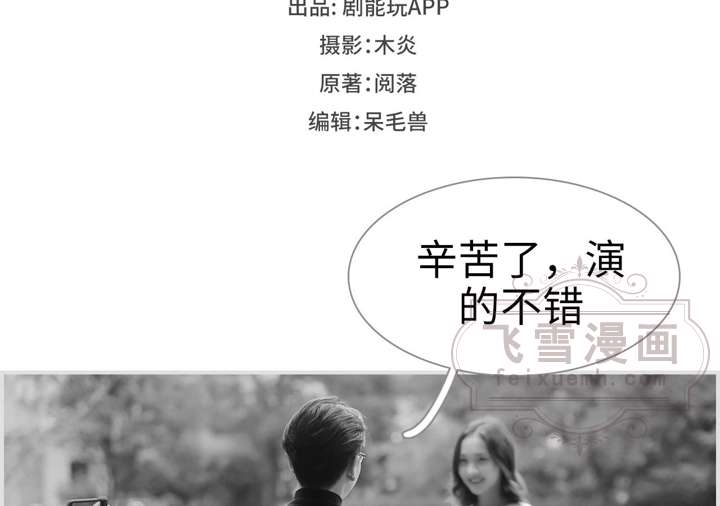 出品: 剧能玩APP
摄影:木炎
原著:阅落
编辑:呆毛兽
辛苦了，演
的不错
飞雪漫画
feixuemh.com